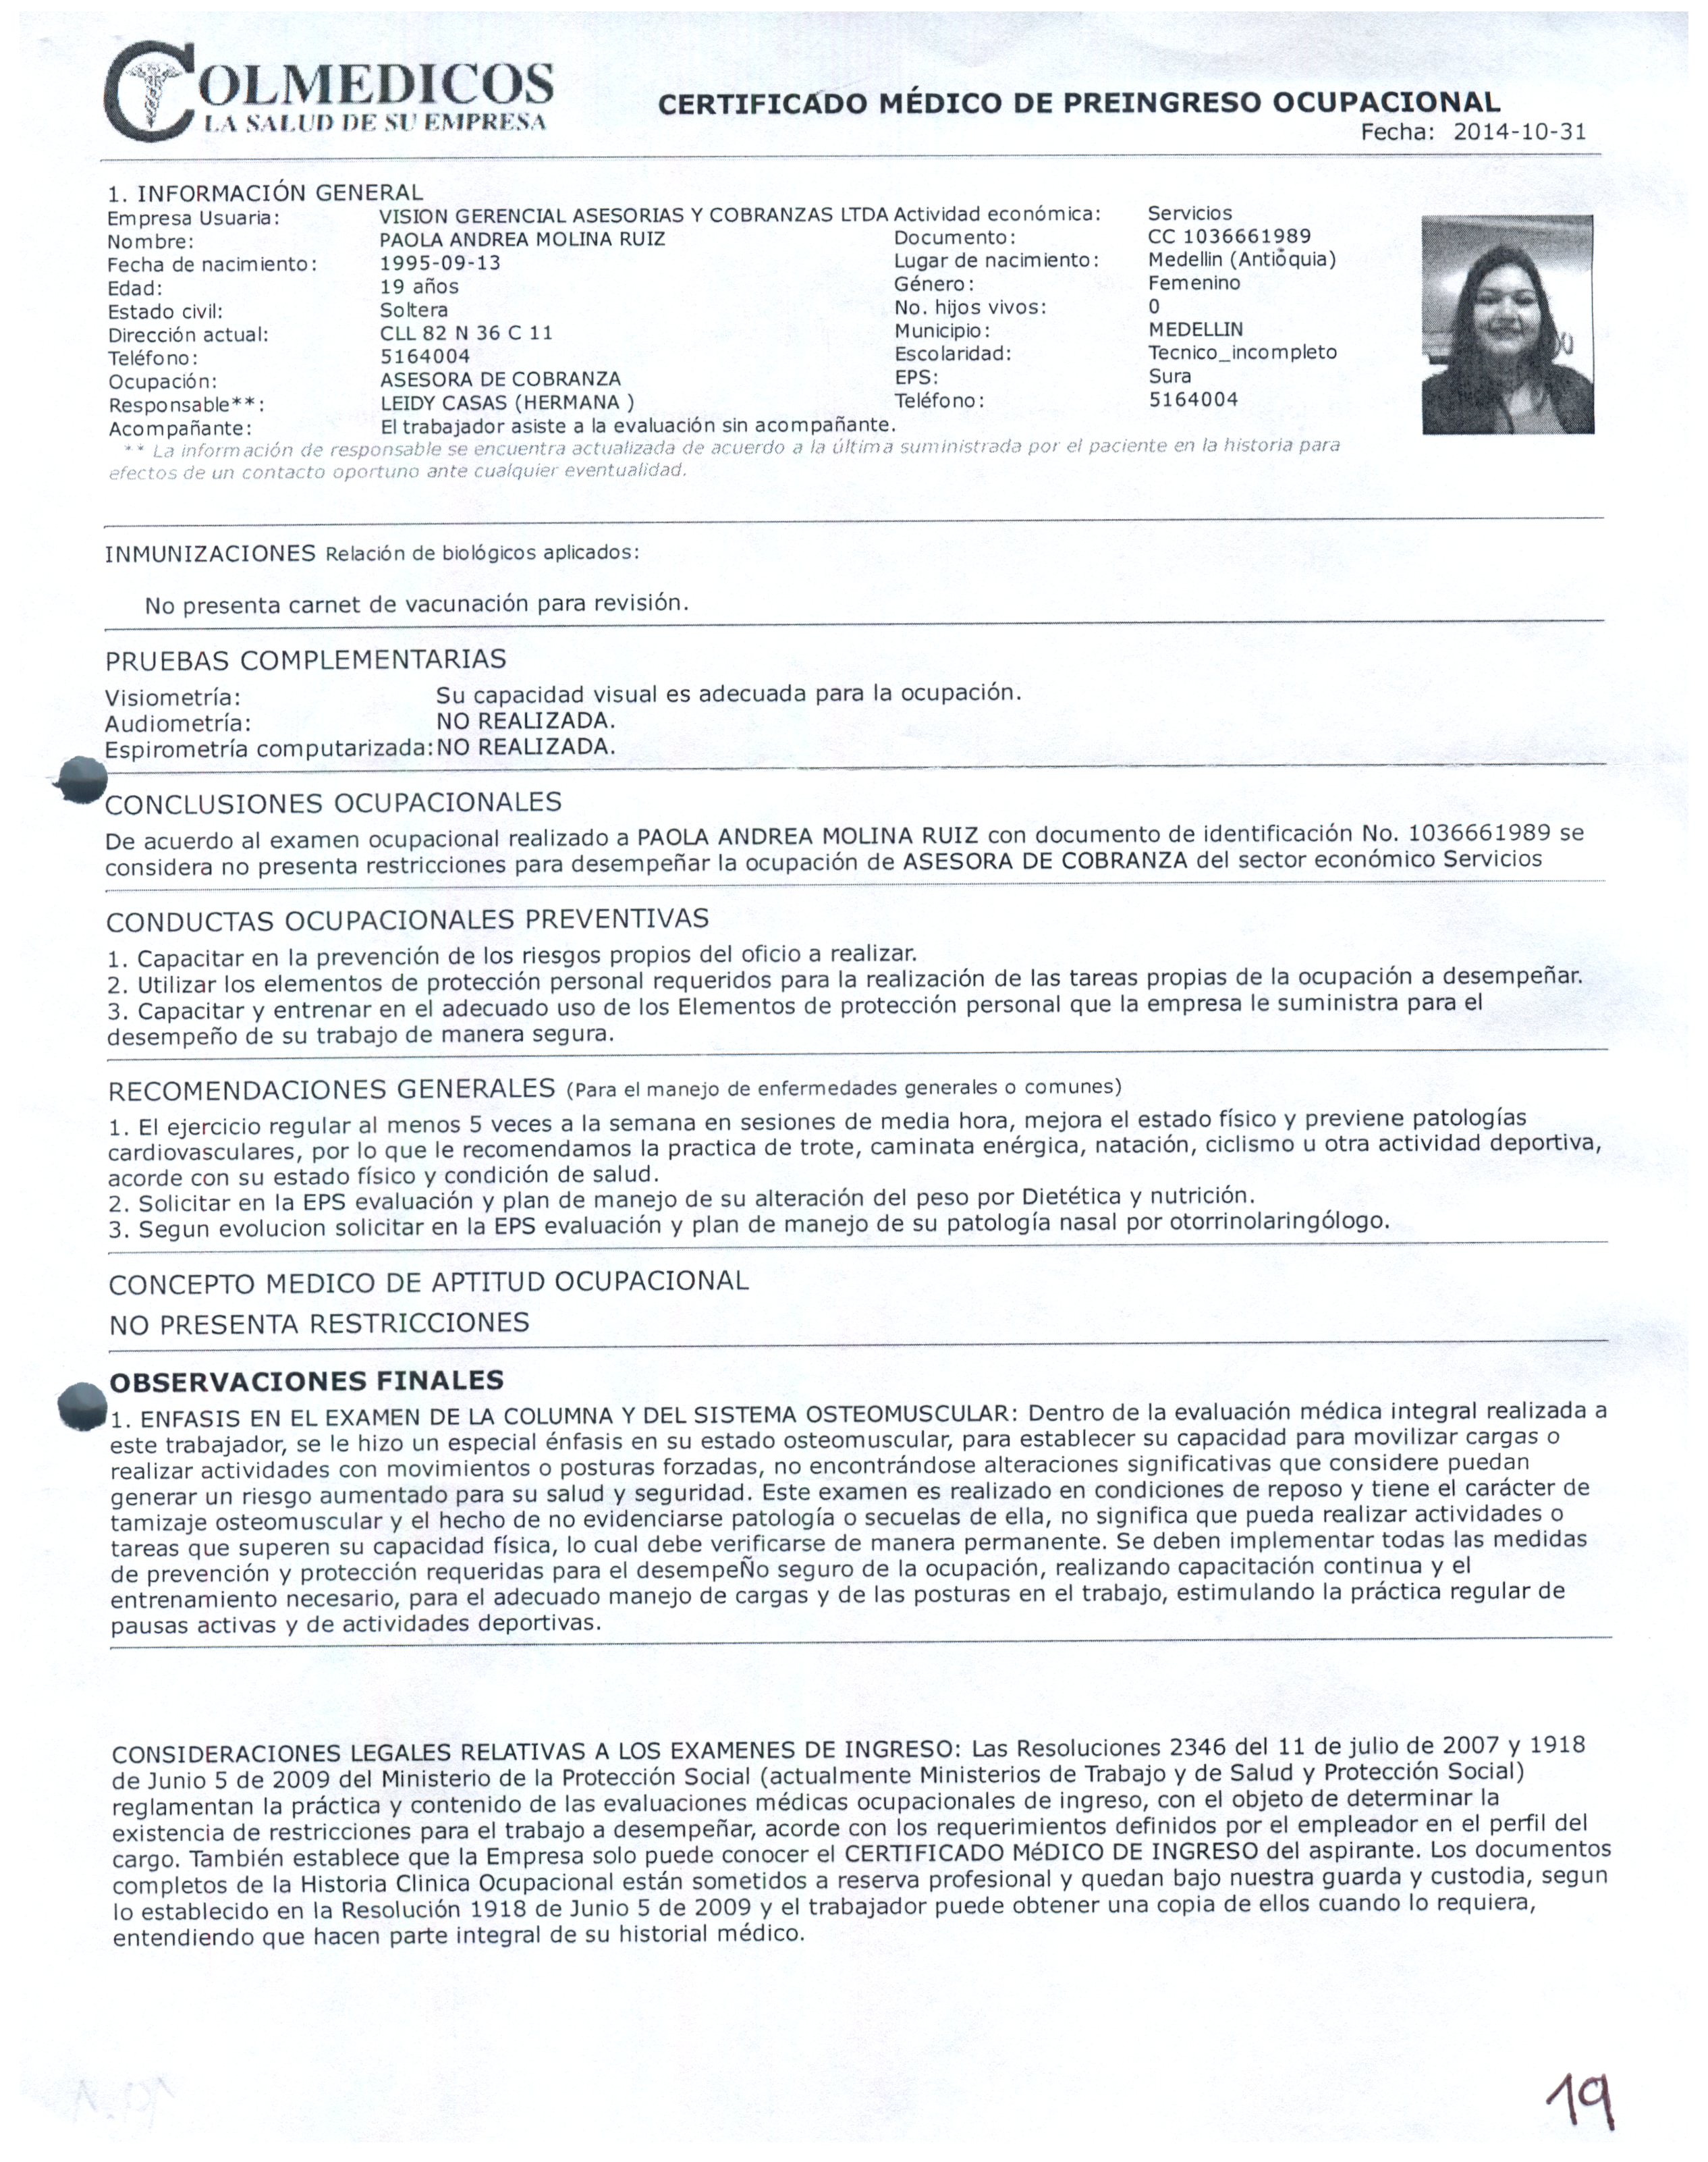 COLMEDICOS
LA SALUD DE SU EMPRESA
CERTIFICADO MÉDICO DE PREINGRESO OCUPACIONAL
Fecha: 2014-10-31
1. INFORMACIÓN GENERAL
Empresa Usuaria: VISION GERENCIAL ASESORIAS Y COBRANZAS LTDA Actividad económica: Servicios
Nombre: PAOLA ANDREA MOLINA RUIZ Documento: CC 1036661989
Fecha de nacimiento: 1995-09-13 Lugar de nacimiento: Medellin (Antioquia)
Edad: 19 años Género: Femenino
Estado civil: Soltera No. hijos vivos: 0
Dirección actual: CLL 82 N 36 C 11 Municipio: MEDELLIN
Teléfono: 5164004 Escolaridad: Tecnico_incompleto
Ocupación: ASESORA DE COBRANZA EPS: Sura
Responsable**: LEIDY CASAS (HERMANA ) Teléfono: 5164004
Acompañante: El trabajador asiste a la evaluación sin acompañante.
** La información de responsable se encuentra actualizada de acuerdo a la última suministrada por el paciente en la historia para
efectos de un contacto oportuno ante cualquier eventualidad.
INMUNIZACIONES Relación de biológicos aplicados:
No presenta carnet de vacunación para revisión.
PRUEBAS COMPLEMENTARIAS
Visiometría: Su capacidad visual es adecuada para la ocupación.
Audiometría: NO REALIZADA.
Espirometría computarizada: NO REALIZADA.
CONCLUSIONES OCUPACIONALES
De acuerdo al examen ocupacional realizado a PAOLA ANDREA MOLINA RUIZ con documento de identificación No. 1036661989 se
considera no presenta restricciones para desempeñar la ocupación de ASESORA DE COBRANZA del sector económico Servicios
CONDUCTAS OCUPACIONALES PREVENTIVAS
1. Capacitar en la prevención de los riesgos propios del oficio a realizar.
2. Utilizar los elementos de protección personal requeridos para la realización de las tareas propias de la ocupación a desempeñar.
3. Capacitar y entrenar en el adecuado uso de los Elementos de protección personal que la empresa le suministra para el
desempeño de su trabajo de manera segura.
RECOMENDACIONES GENERALES (Para el manejo de enfermedades generales o comunes)
1. El ejercicio regular al menos 5 veces a la semana en sesiones de media hora, mejora el estado físico y previene patologías
cardiovasculares, por lo que le recomendamos la practica de trote, caminata enérgica, natación, ciclismo u otra actividad deportiva,
acorde con su estado físico y condición de salud.
2. Solicitar en la EPS evaluación y plan de manejo de su alteración del peso por Dietética y nutrición.
3. Segun evolucion solicitar en la EPS evaluación y plan de manejo de su patología nasal por otorrinolaringólogo.
CONCEPTO MEDICO DE APTITUD OCUPACIONAL
NO PRESENTA RESTRICCIONES
OBSERVACIONES FINALES
1. ENFASIS EN EL EXAMEN DE LA COLUMNA Y DEL SISTEMA OSTEOMUSCULAR: Dentro de la evaluación médica integral realizada a
este trabajador, se le hizo un especial énfasis en su estado osteomuscular, para establecer su capacidad para movilizar cargas o
realizar actividades con movimientos o posturas forzadas, no encontrándose alteraciones significativas que considere puedan
generar un riesgo aumentado para su salud y seguridad. Este examen es realizado en condiciones de reposo y tiene el carácter de
tamizaje osteomuscular y el hecho de no evidenciarse patología o secuelas de ella, no significa que pueda realizar actividades o
tareas que superen su capacidad física, lo cual debe verificarse de manera permanente. Se deben implementar todas las medidas
de prevención y protección requeridas para el desempeÑo seguro de la ocupación, realizando capacitación continua y el
entrenamiento necesario, para el adecuado manejo de cargas y de las posturas en el trabajo, estimulando la práctica regular de
pausas activas y de actividades deportivas.
CONSIDERACIONES LEGALES RELATIVAS A LOS EXAMENES DE INGRESO: Las Resoluciones 2346 del 11 de julio de 2007 y 1918
de Junio 5 de 2009 del Ministerio de la Protección Social (actualmente Ministerios de Trabajo y de Salud y Protección Social)
reglamentan la práctica y contenido de las evaluaciones médicas ocupacionales de ingreso, con el objeto de determinar la
existencia de restricciones para el trabajo a desempeñar, acorde con los requerimientos definidos por el empleador en el perfil del
cargo. También establece que la Empresa solo puede conocer el CERTIFICADO MéDICO DE INGRESO del aspirante. Los documentos
completos de la Historia Clinica Ocupacional están sometidos a reserva profesional y quedan bajo nuestra guarda y custodia, segun
lo establecido en la Resolución 1918 de Junio 5 de 2009 y el trabajador puede obtener una copia de ellos cuando lo requiera,
entendiendo que hacen parte integral de su historial médico.
19